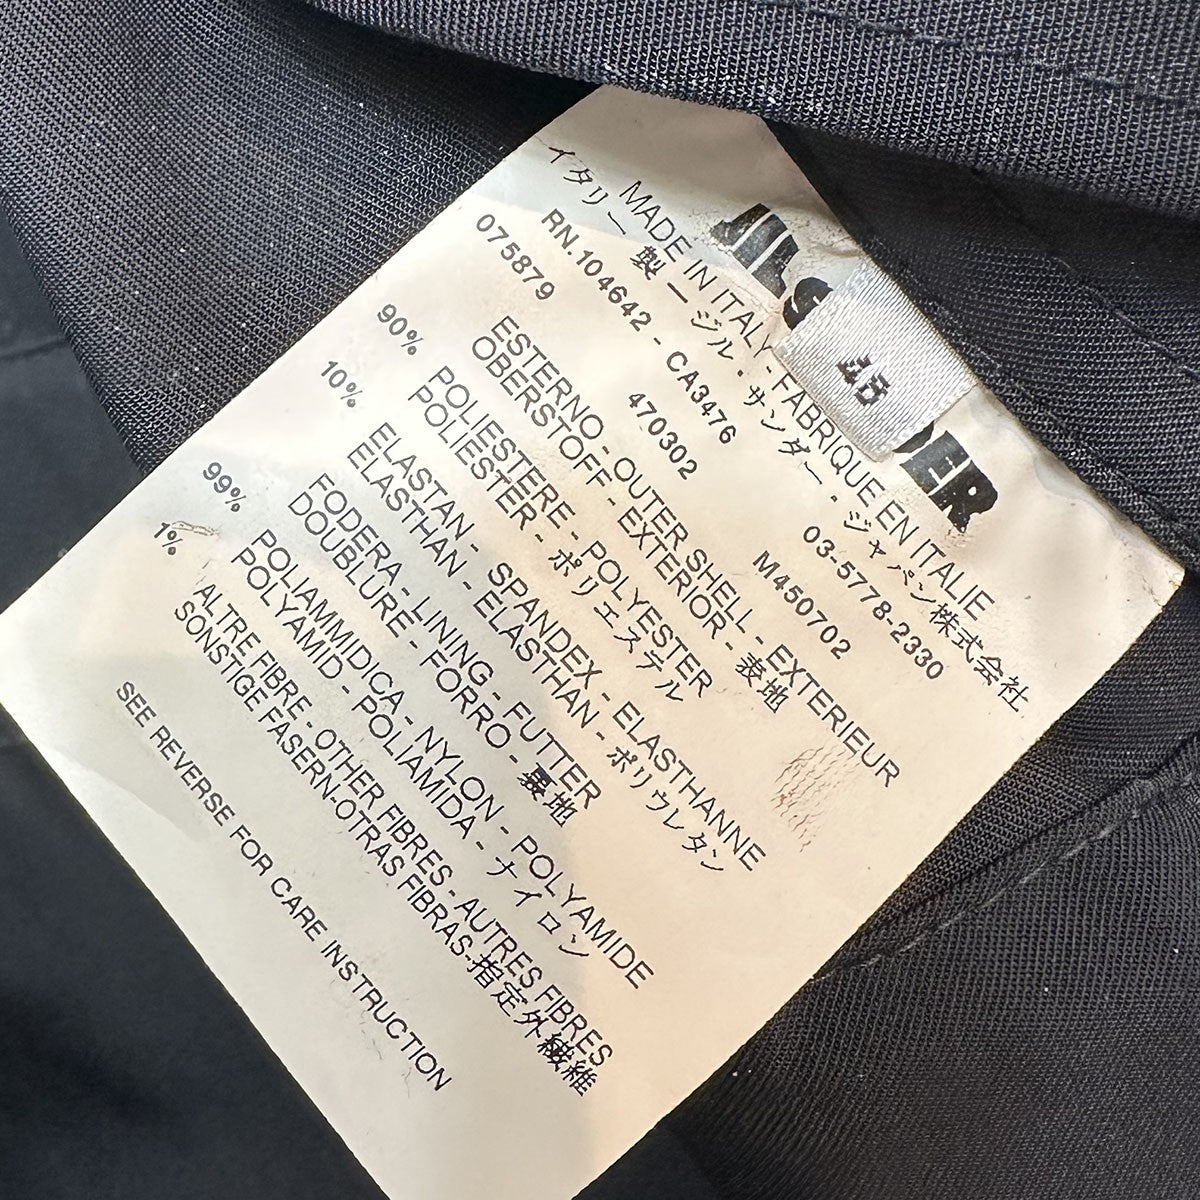 JIL S DER
48
MADE IN ITALY - FABRIQUE EN ITALIE
イタリー製 ージル・サンダー・ジャパン株式会社
RN.104642 - CA3476 03-5778-2330
075879 470302 M450702
ESTERNO - OUTER SHELL - EXTERIEUR
OBERSTOFF - EXTERIOR - 表地
90% POLIESTERE - POLYESTER
POLIESTER - ポリエステル
10% ELASTAN - SPANDEX - ELASTHANNE
ELASTHAN - ELASTHAN - ポリウレタン
FODERA - LINING - FUTTER
DOUBLURE - FORRO - 裏地
99% POLIAMMIDICA - NYLON - POLYAMIDE
POLYAMID - POLIAMIDA - ナイロン
1% ALTRE FIBRE - OTHER FIBRES - AUTRES FIBRES
SONSTIGE FASERN-OTRAS FIBRAS-指定外繊維
SEE REVERSE FOR CARE INSTRUCTION